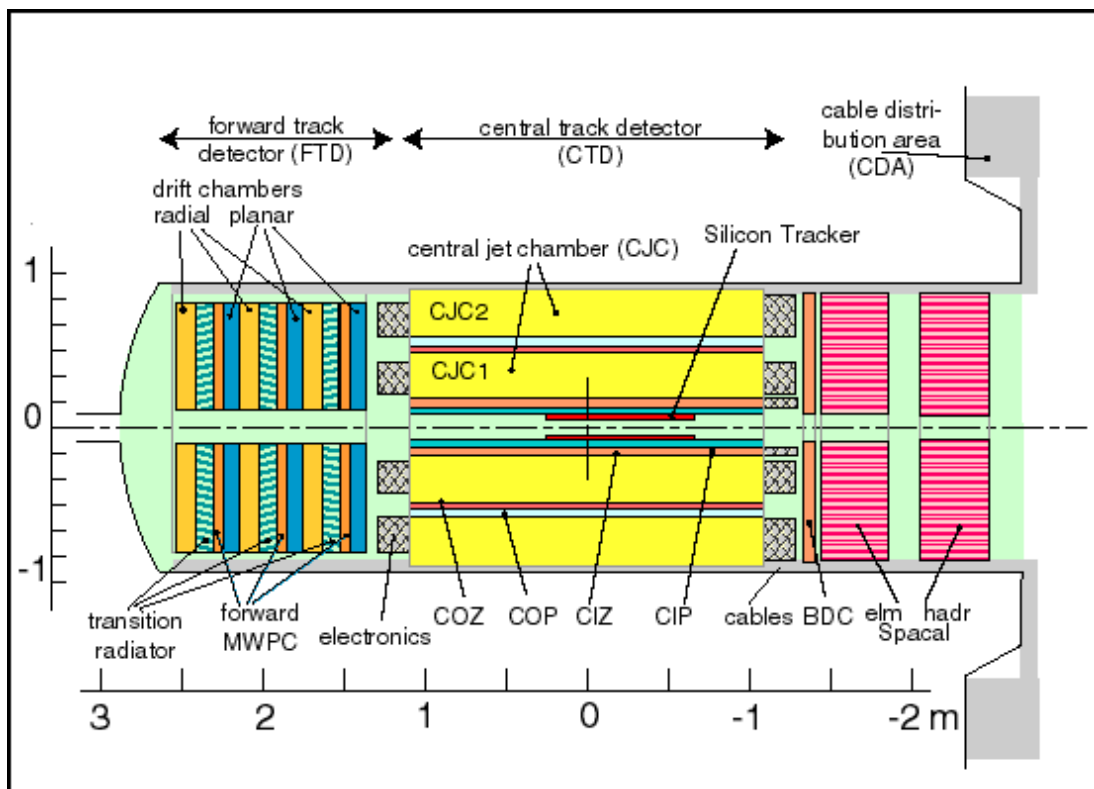 forward track
detector (FTD)
central track detector
(CTD)
cable distri-
bution area
(CDA)
drift chambers
radial planar
central jet chamber (CJC)
Silicon Tracker
1
0
-1
CJC2
CJC1
transition
radiator
forward
MWPC
electronics
COZ
COP
CIZ
CIP
cables
BDC
elm
hadr
Spacal
3 2 1 0 -1 -2 m